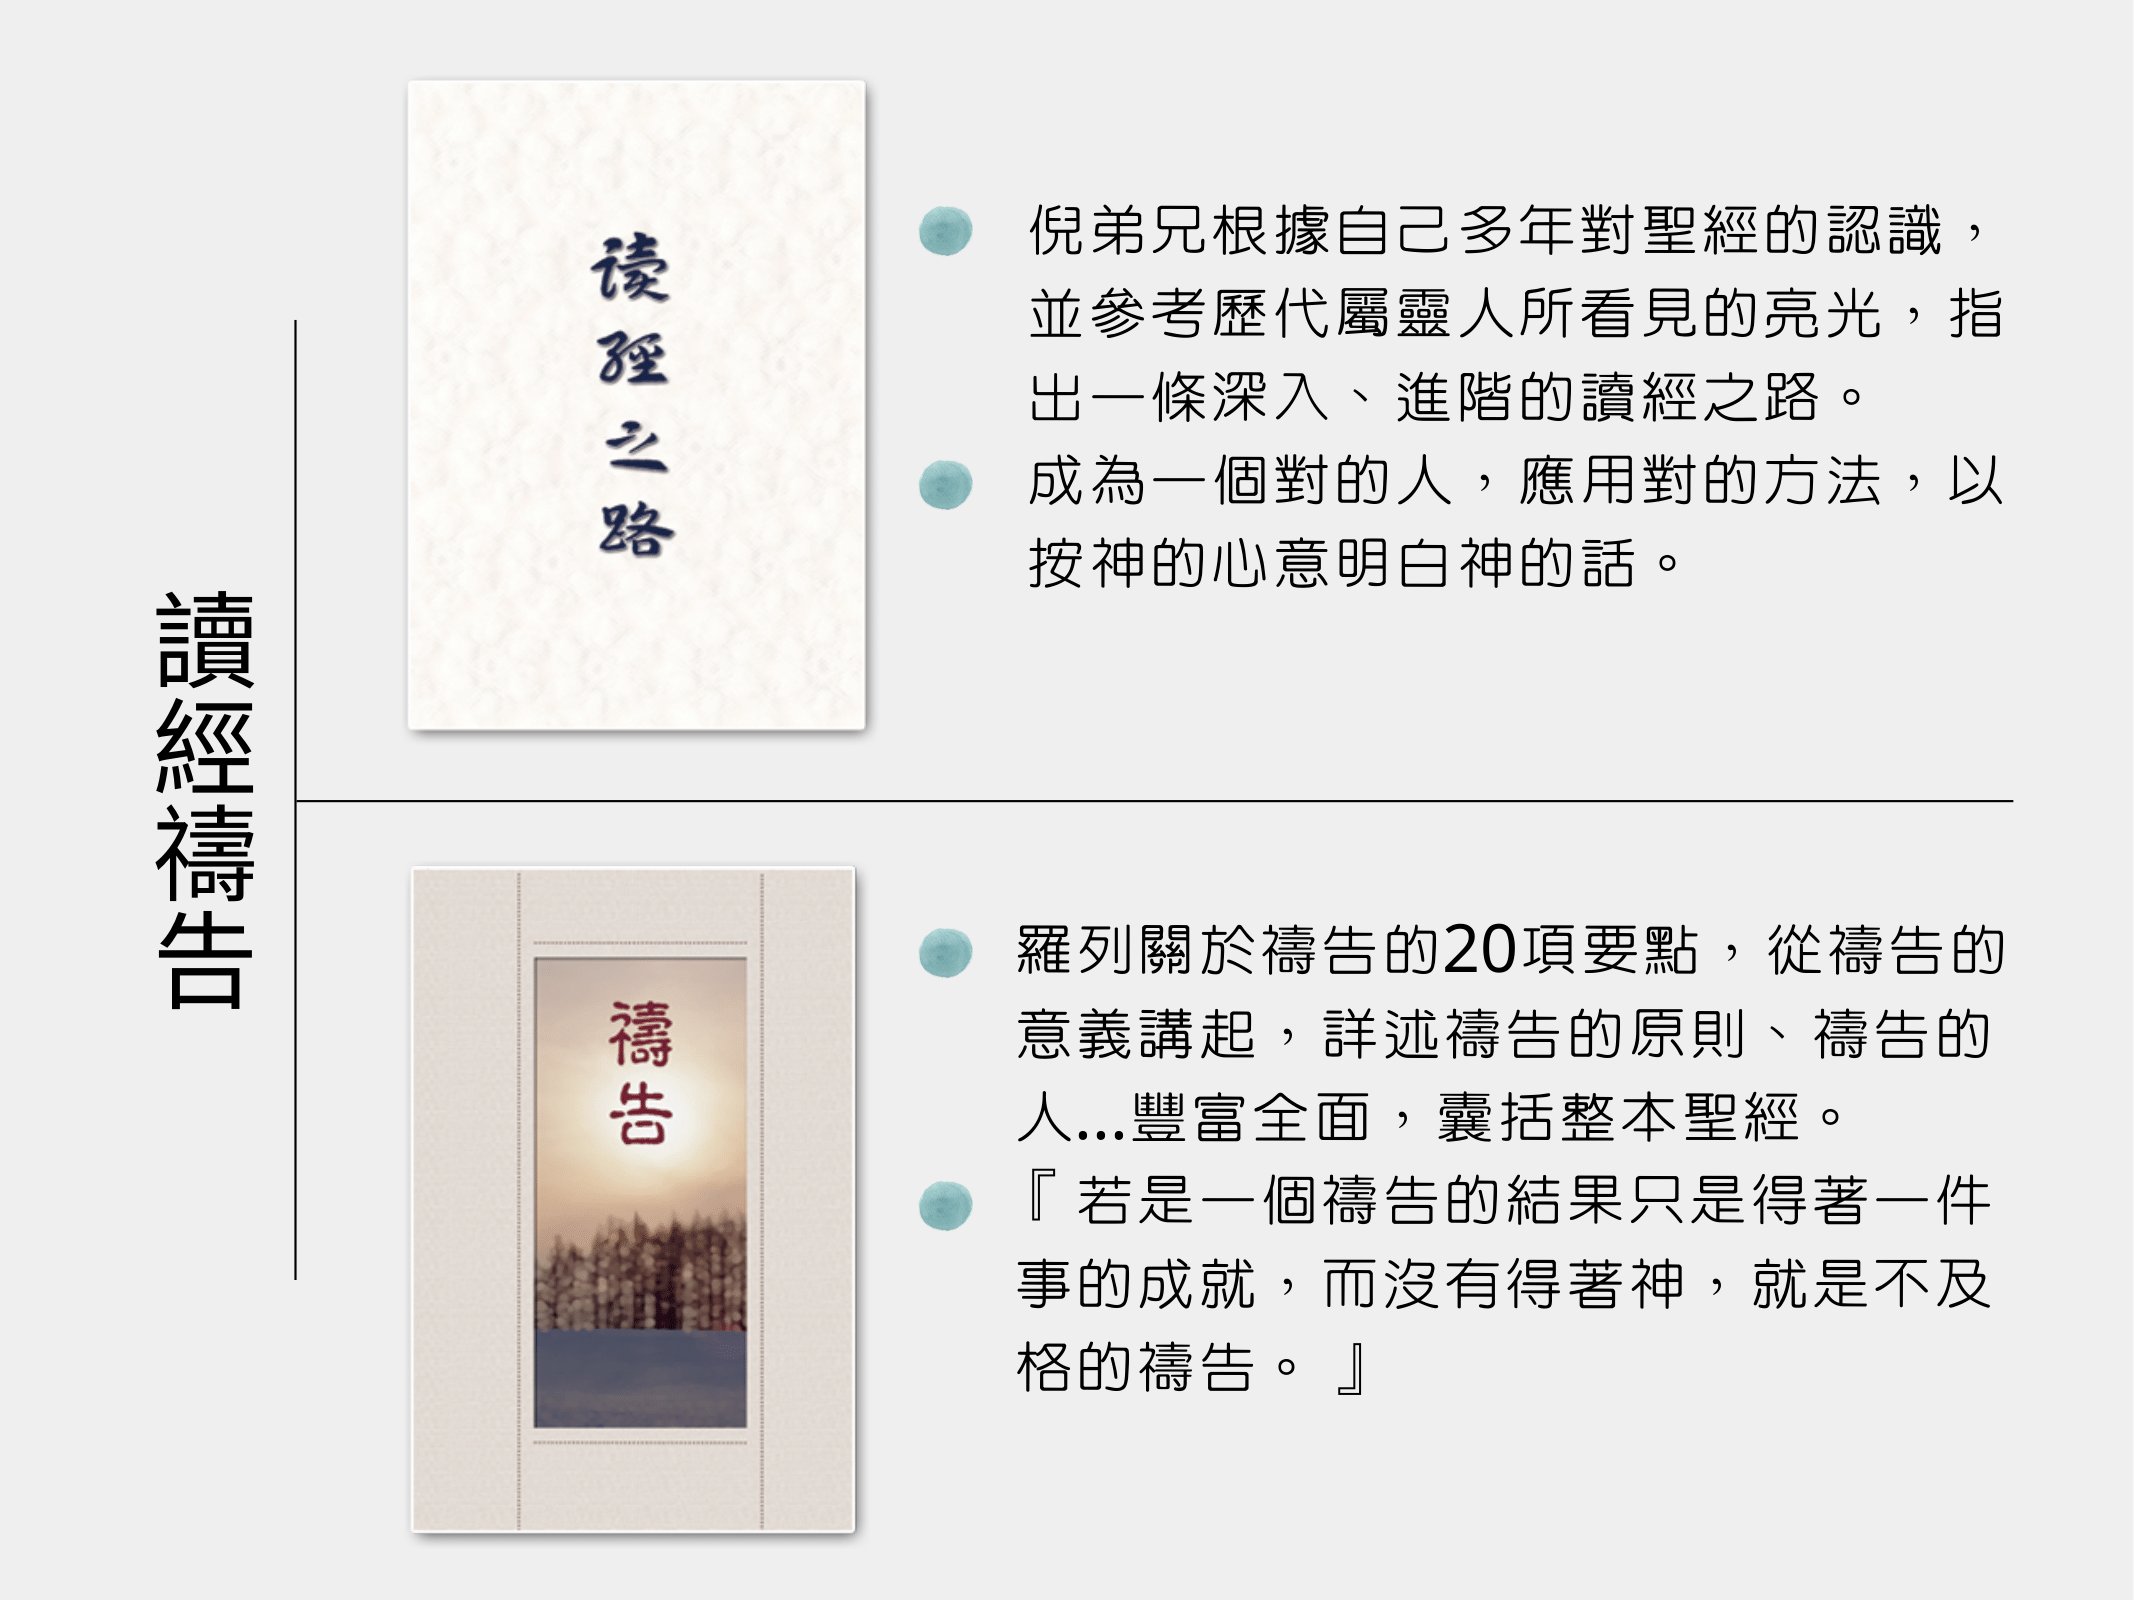 讀經禱告
读经之路
倪弟兄根據自己多年對聖經的認識，
並參考歷代屬靈人所看見的亮光，指
出一條深入、進階的讀經之路。
成為一個對的人，應用對的方法，以
按神的心意明白神的話。
禱告
羅列關於禱告的20項要點，從禱告的
意義講起，詳述禱告的原則、禱告的
人...豐富全面，囊括整本聖經。
『若是一個禱告的結果只是得著一件
事的成就，而沒有得著神，就是不及
格的禱告。』